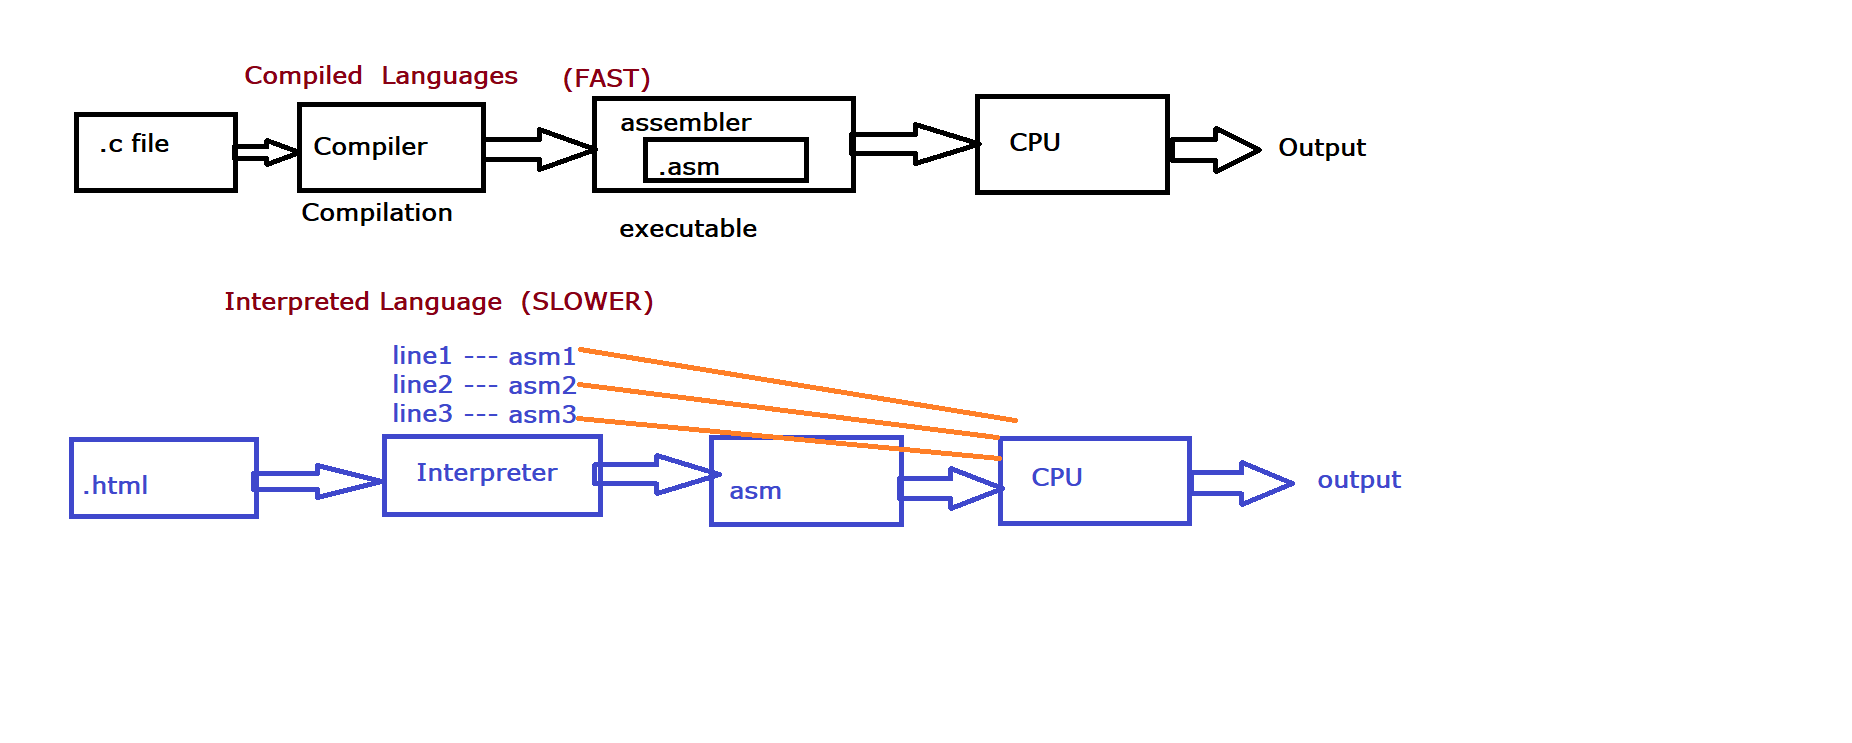 Compiled Languages (FAST)
.c file
Compiler
assembler
.asm
CPU
Output
Compilation
executable
Interpreted Language (SLOWER)
line1 --- asm1
line2 --- asm2
line3 --- asm3
.html
Interpreter
asm
CPU
output